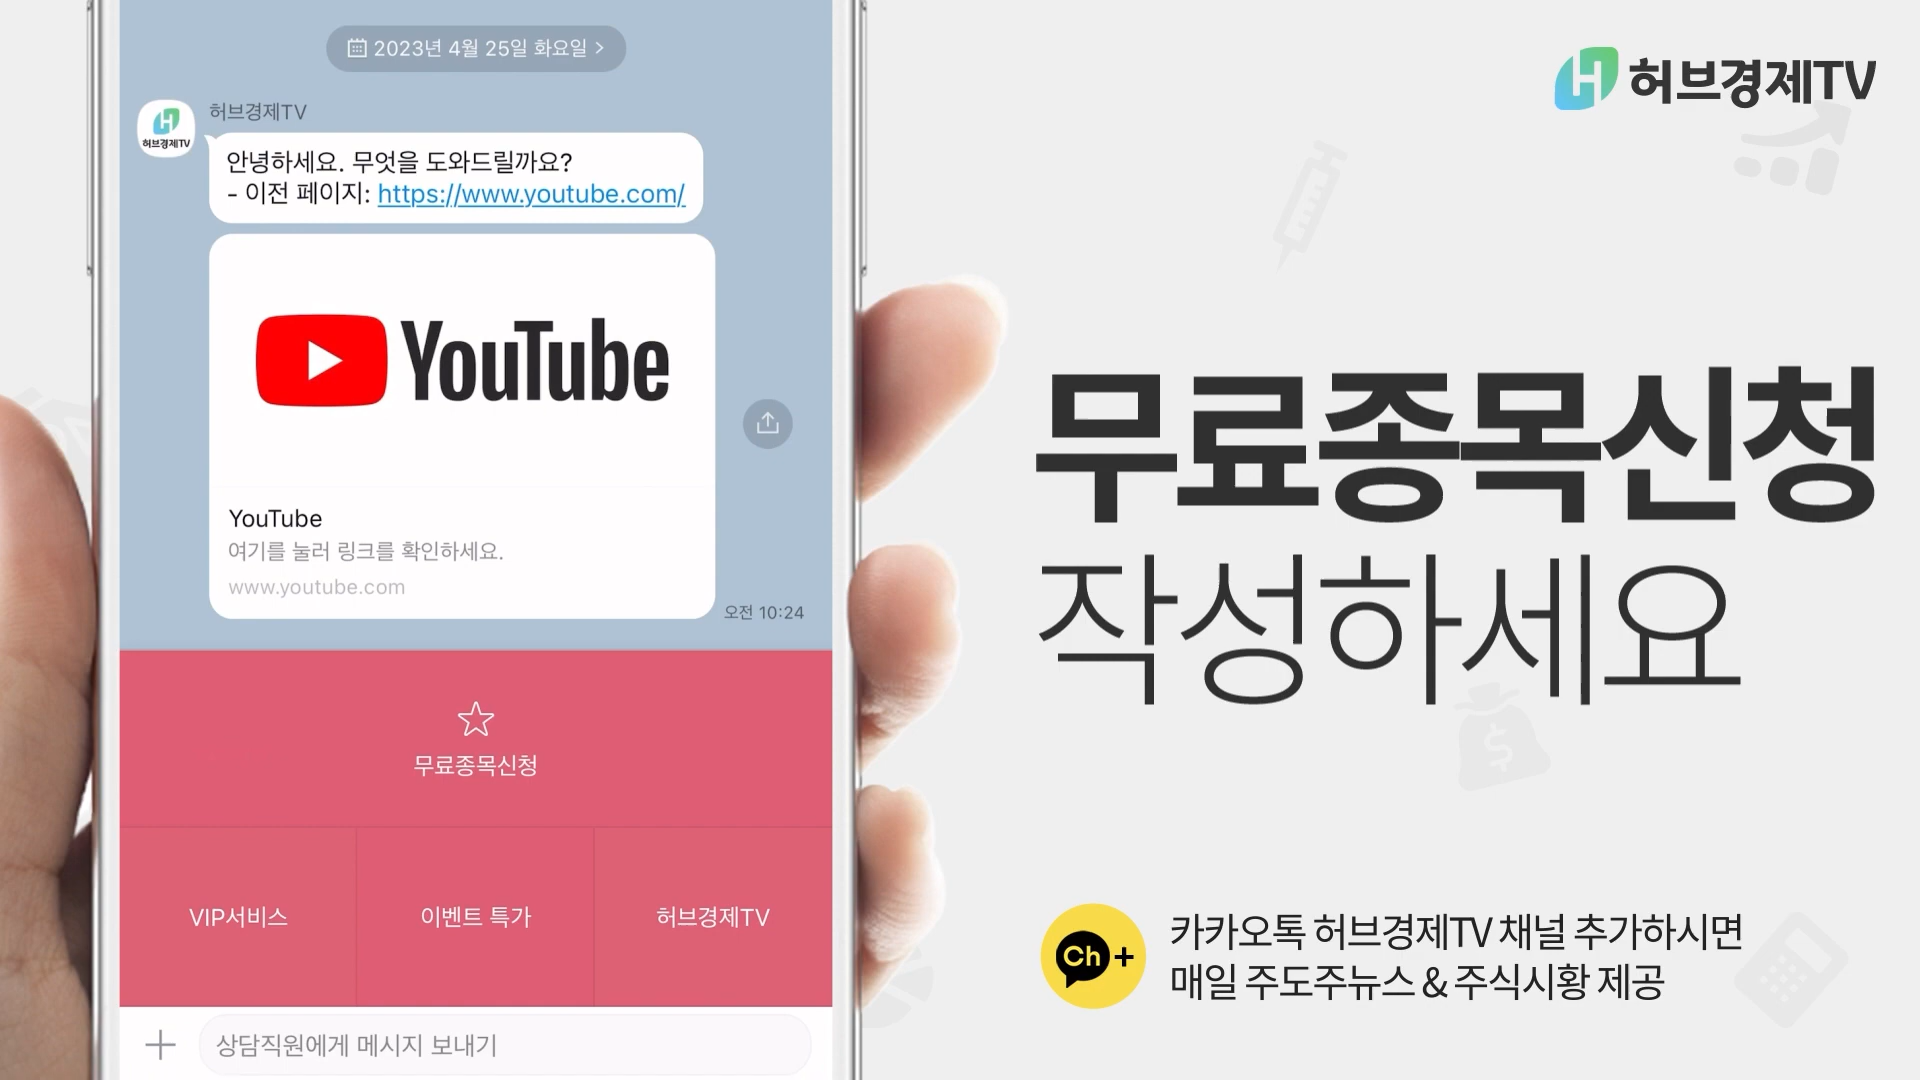 2023년 4월 25일 화요일 >
허브경제TV
허브경제TV
안녕하세요. 무엇을 도와드릴까요?
- 이전 페이지: https://www.youtube.com/
YouTube
YouTube
여기를 눌러 링크를 확인하세요.
www.youtube.com
오전 10:24
무료종목신청
VIP서비스
이벤트 특가
허브경제TV
상담직원에게 메시지 보내기
허브경제TV
무료종목신청
작성하세요
Ch+
카카오톡 허브경제TV 채널 추가하시면
매일 주도주뉴스 & 주식시황 제공